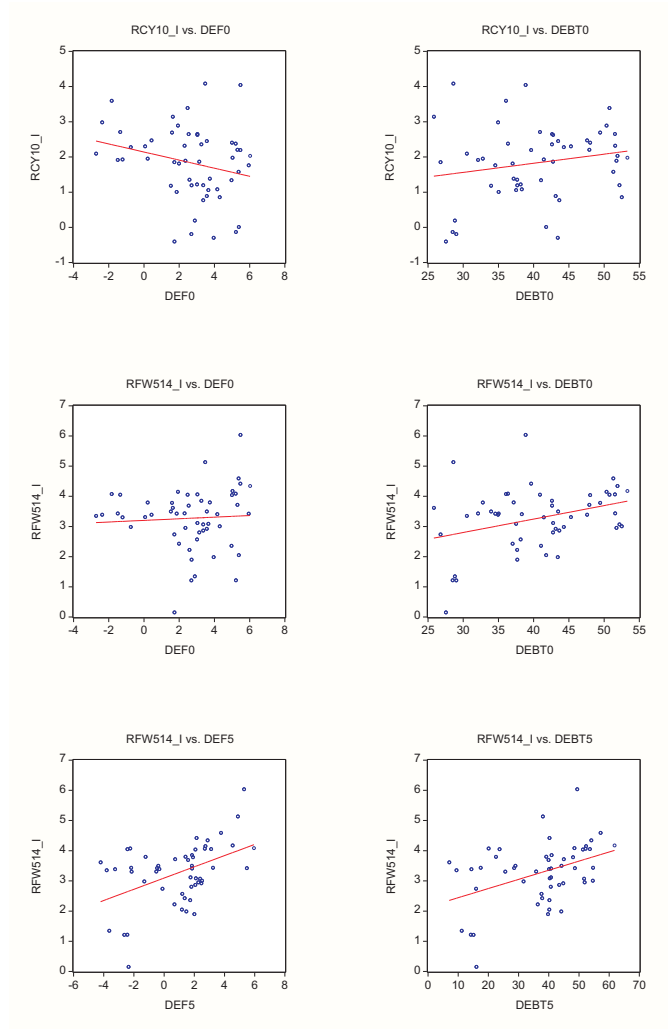 RCY10_I vs. DEF0
5
4
3
2
1
0
-1
-4 -2 0 2 4 6 8
RCY10_I
DEF0
RCY10_I vs. DEBT0
5
4
3
2
1
0
-1
25 30 35 40 45 50 55
RCY10_I
DEBT0
RFW514_I vs. DEF0
7
6
5
4
3
2
1
0
-4 -2 0 2 4 6 8
RFW514_I
DEF0
RFW514_I vs. DEBT0
7
6
5
4
3
2
1
0
25 30 35 40 45 50 55
RFW514_I
DEBT0
RFW514_I vs. DEF5
7
6
5
4
3
2
1
0
-6 -4 -2 0 2 4 6 8
RFW514_I
DEF5
RFW514_I vs. DEBT5
7
6
5
4
3
2
1
0
0 10 20 30 40 50 60 70
RFW514_I
DEBT5